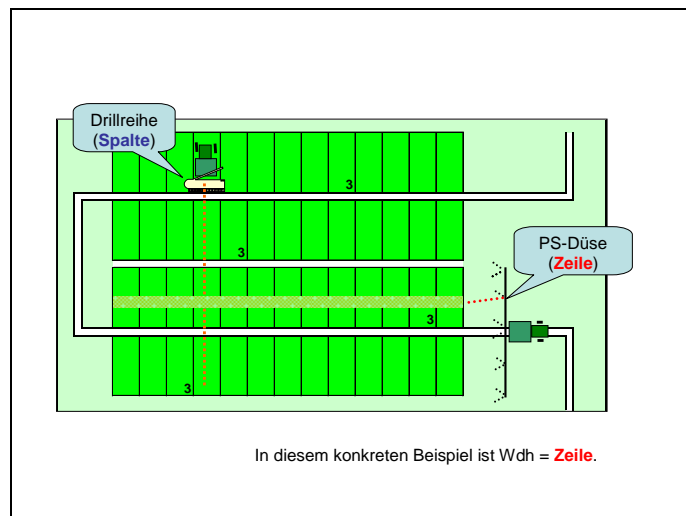 Drillreihe
(Spalte)
3
3
PS-Düse
(Zeile)
3
3
In diesem konkreten Beispiel ist Wdh = Zeile.